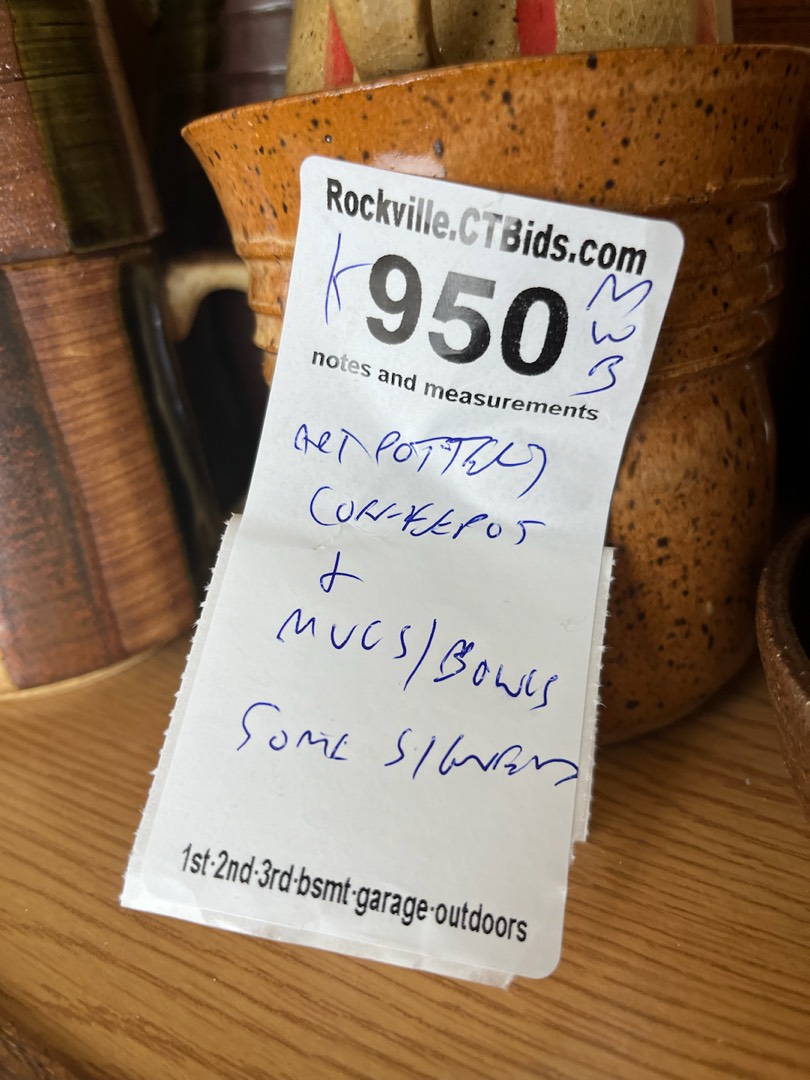 Rockville.CTBids.com
K 950 MWB
notes and measurements
ART POTTERY
COFFEEPOT
+
MUGS/BOWLS
SOME SIGNED
1st·2nd·3rd·bsmt·garage·outdoors